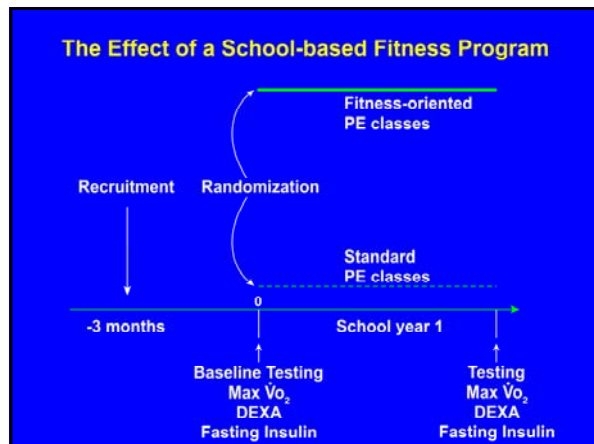 The Effect of a School-based Fitness Program
Fitness-oriented
PE classes
Recruitment
Randomization
Standard
PE classes
0
-3 months
School year 1
Baseline Testing
Max V̇o₂
DEXA
Fasting Insulin
Testing
Max V̇o₂
DEXA
Fasting Insulin